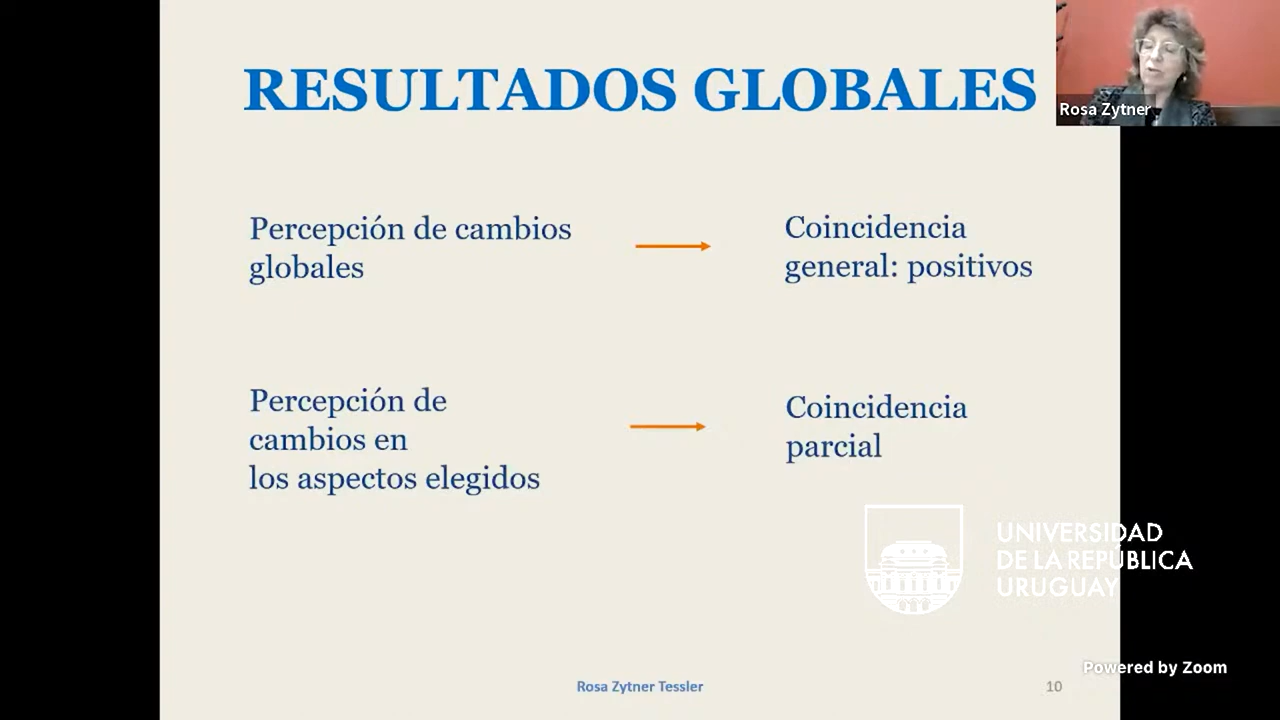 RESULTADOS GLOBALES
Rosa Zytner
Percepción de cambios
globales
Coincidencia
general: positivos
Percepción de
cambios en
los aspectos elegidos
Coincidencia
parcial
UNIVERSIDAD
DE LA REPÚBLICA
URUGUAY
Powered by Zoom
Rosa Zytner Tessler
10